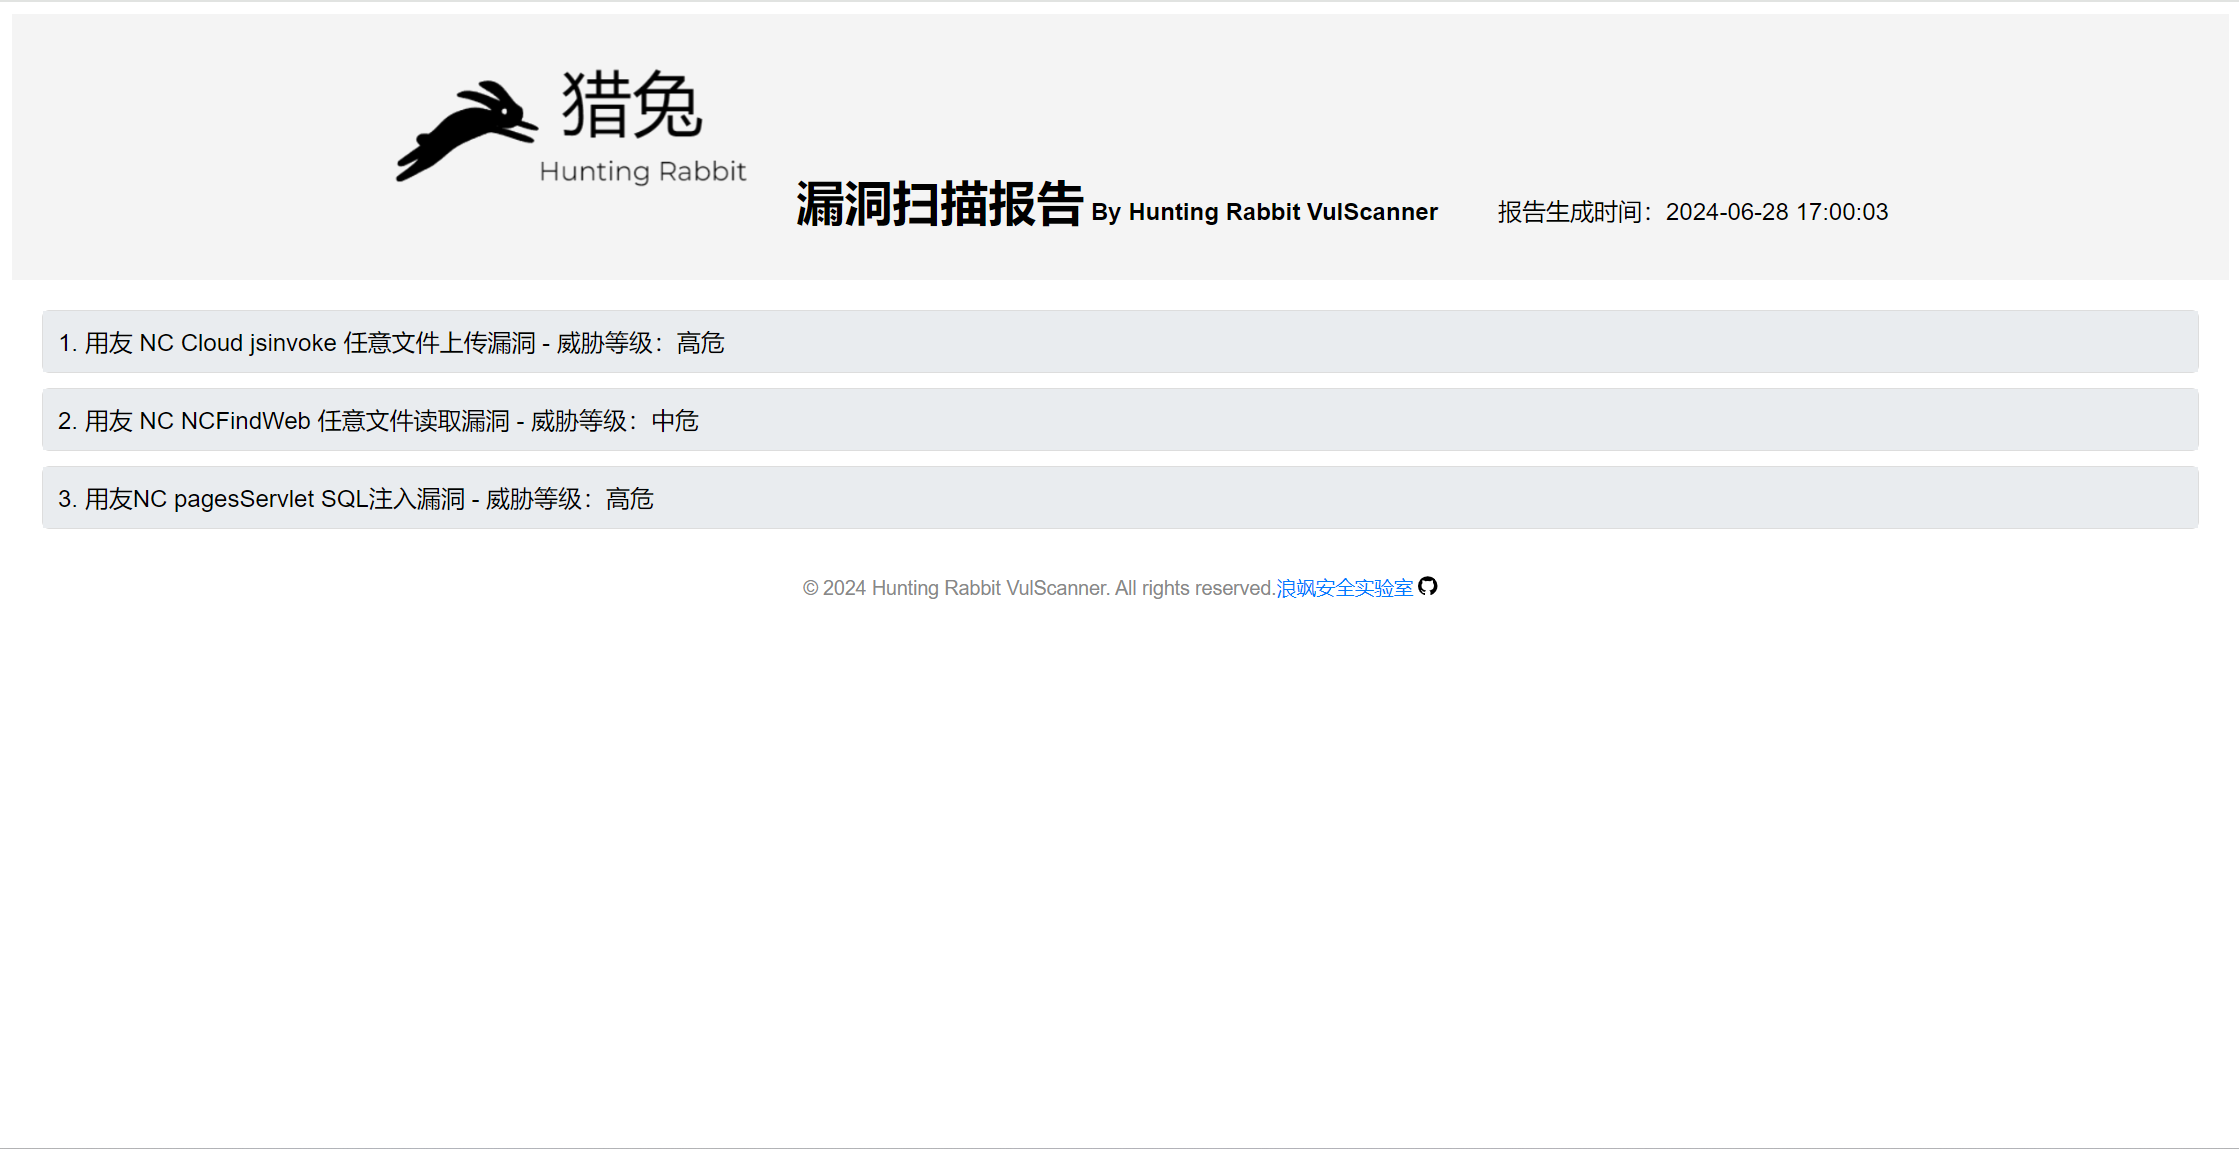 猎兔
Hunting Rabbit
漏洞扫描报告 By Hunting Rabbit VulScanner 报告生成时间：2024-06-28 17:00:03
1. 用友 NC Cloud jsinvoke 任意文件上传漏洞 - 威胁等级：高危
2. 用友 NC NCFindWeb 任意文件读取漏洞 - 威胁等级：中危
3. 用友NC pagesServlet SQL注入漏洞 - 威胁等级：高危
© 2024 Hunting Rabbit VulScanner. All rights reserved.浪飒安全实验室